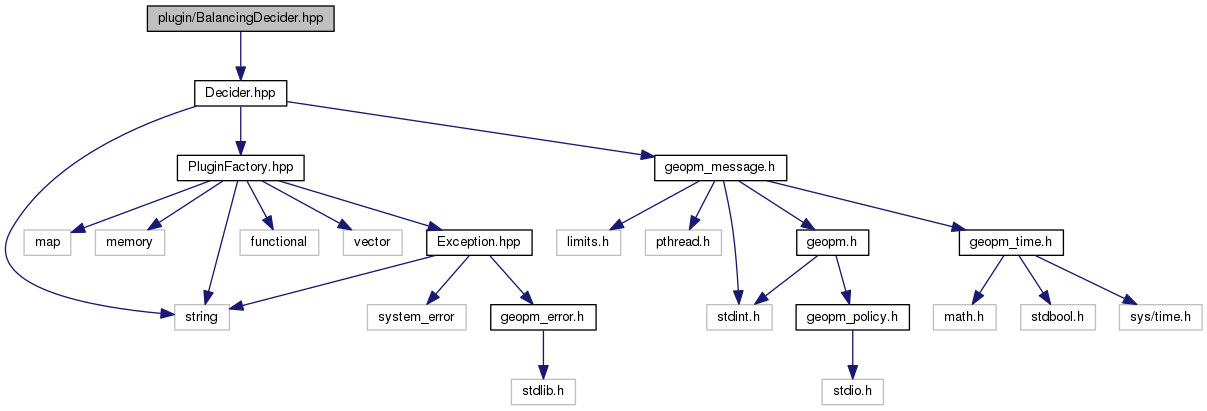 plugin/BalancingDecider.hpp
Decider.hpp
PluginFactory.hpp
geopm_message.h
map
memory
functional
vector
Exception.hpp
limits.h
pthread.h
geopm.h
geopm_time.h
string
system_error
geopm_error.h
stdint.h
geopm_policy.h
math.h
stdbool.h
sys/time.h
stdlib.h
stdio.h